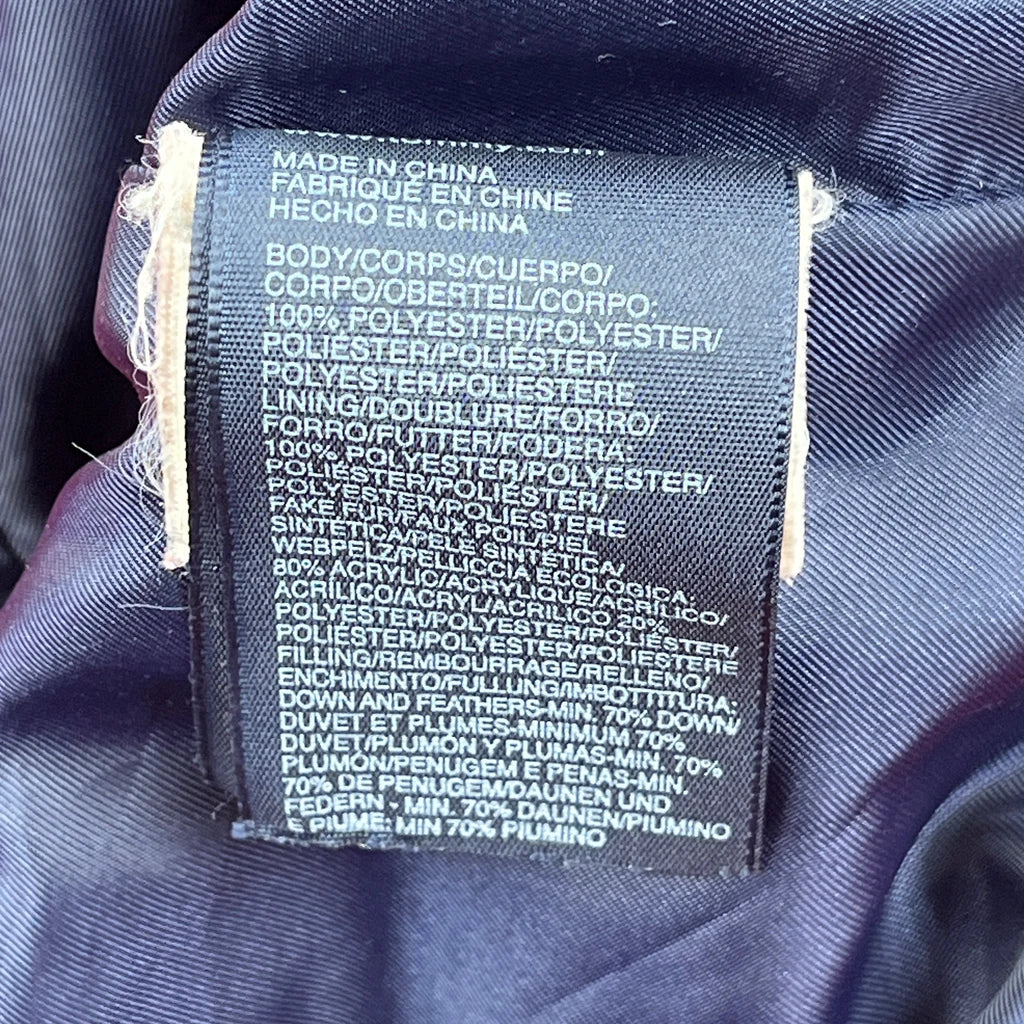 MADE IN CHINA
FABRIQUÉ EN CHINE
HECHO EN CHINA
BODY/CORPS/CUERPO/
CORPO/OBERTEIL/CORPO:
100% POLYESTER/POLYESTER/
POLIÉSTER/POLIÉSTER/
POLYESTER/POLIESTERE
LINING/DOUBLURE/FORRO/
FORRO/FUTTER/FODERA:
100% POLYESTER/POLYESTER/
POLIÉSTER/POLIÉSTER/
POLYESTER/POLIESTERE
FAKE FUR/FAUX POIL/PIEL
SINTÉTICA/PELE SINTÉTICA/
WEBPELZ/PELLICCIA ECOLOGICA,
80% ACRYLIC/ACRYLIQUE/ACRÍLICO/
ACRÍLICO/ACRYL/ACRILICO 20%
POLYESTER/POLYESTER/POLIÉSTER/
POLIÉSTER/POLYESTER/POLIESTERE
FILLING/REMBOURRAGE/RELLENO/
ENCHIMENTO/FULLUNG/IMBOTTITURA:
DOWN AND FEATHERS-MIN. 70% DOWN/
DUVET ET PLUMES-MINIMUM 70%
DUVET/PLUMÓN Y PLUMAS-MIN. 70%
PLUMÓN/PENUGEM E PENAS-MIN.
70% DE PENUGEM/DAUNEN UND
FEDERN - MIN. 70% DAUNEN/PIUMINO
E PIUME: MIN 70% PIUMINO